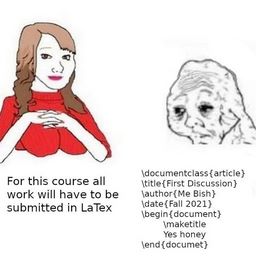 For this course all
work will have to be
submitted in LaTex
\documentclass{article}
\title{First Discussion}
\author{Me Bish}
\date{Fall 2021}
\begin{document}
\maketitle
Yes honey
\end{documet}